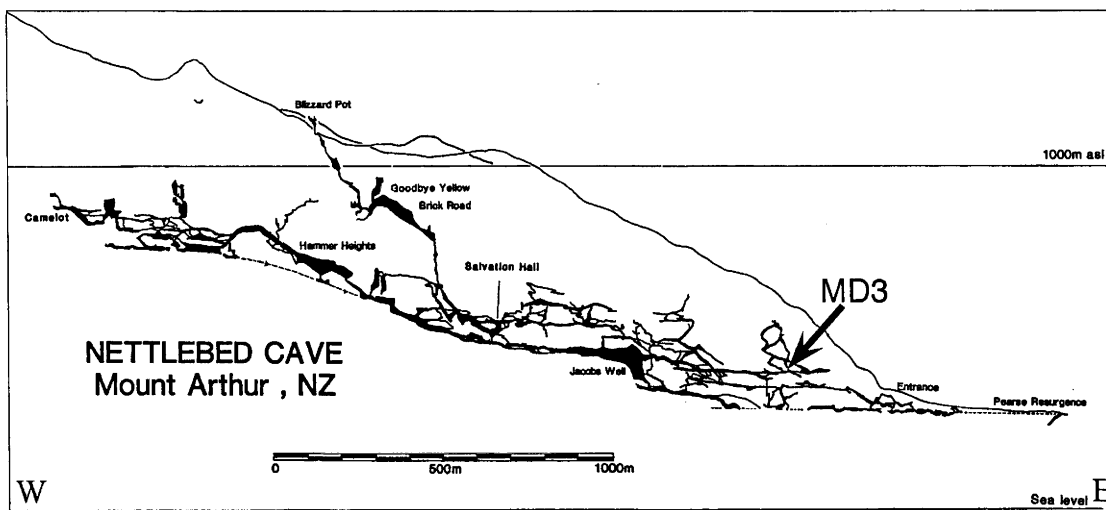 Blizzard Pot
1000m asl
Goodbye Yellow
Brick Road
Camelot
Hammer Heights
Salvation Hall
MD3
NETTLEBED CAVE
Mount Arthur , NZ
Jacobs Well
Entrance
Pearse Resurgence
0 500m 1000m
W
Sea level
E